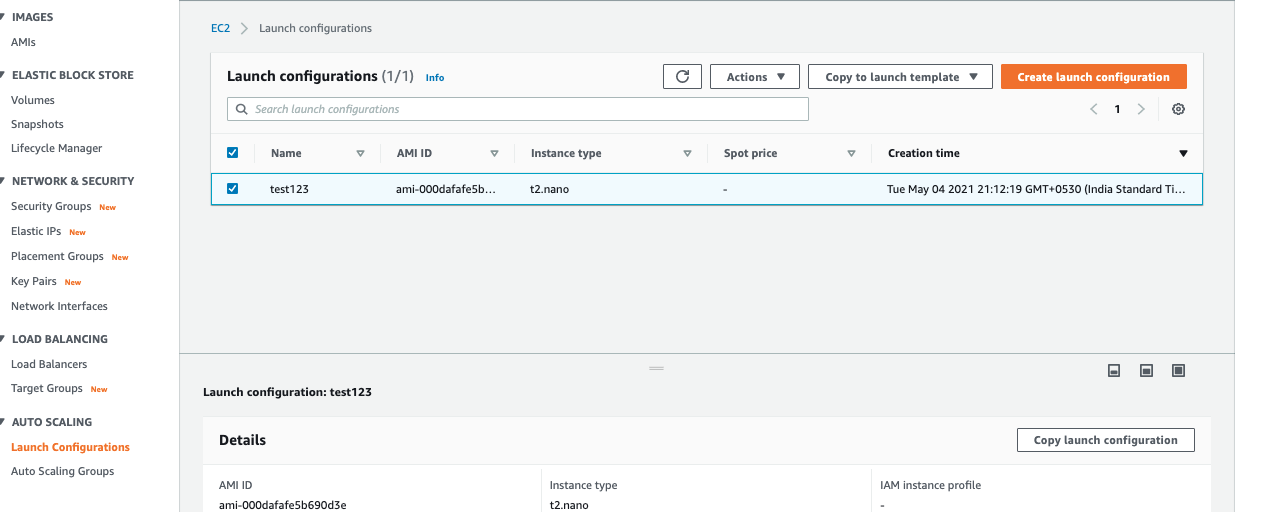 IMAGES
AMIs
ELASTIC BLOCK STORE
Volumes
Snapshots
Lifecycle Manager
NETWORK & SECURITY
Security Groups New
Elastic IPs New
Placement Groups New
Key Pairs New
Network Interfaces
LOAD BALANCING
Load Balancers
Target Groups New
AUTO SCALING
Launch Configurations
Auto Scaling Groups
EC2 > Launch configurations
Launch configurations (1/1) Info
Actions
Copy to launch template
Create launch configuration
Search launch configurations
1
Name AMI ID Instance type Spot price Creation time
test123 ami-000dafafe5b... t2.nano - Tue May 04 2021 21:12:19 GMT+0530 (India Standard Ti...
Launch configuration: test123
Details
Copy launch configuration
AMI ID Instance type IAM instance profile
ami-000dafafe5b690d3e t2.nano -